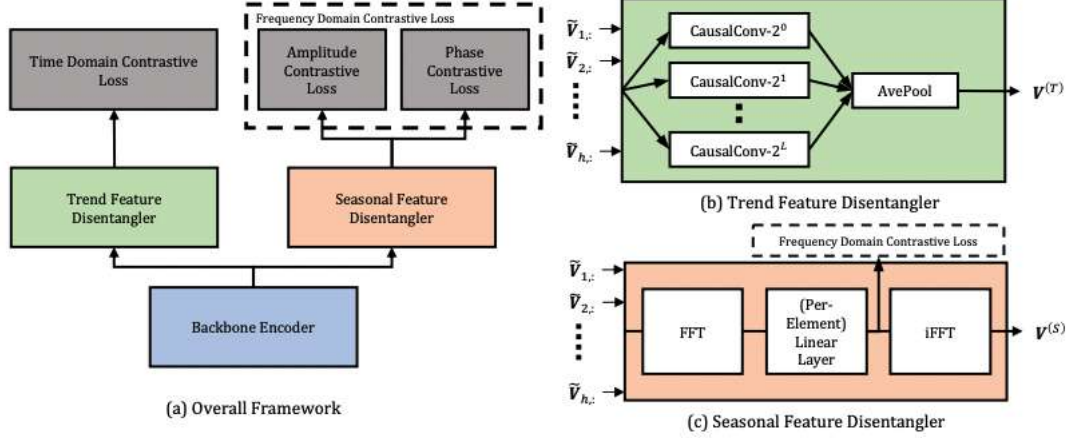 Frequency Domain Contrastive Loss
Time Domain Contrastive
Loss
Amplitude
Contrastive
Loss
Phase
Contrastive
Loss
Trend Feature
Disentangler
Seasonal Feature
Disentangler
Backbone Encoder
(a) Overall Framework
Ṽ₁,:
Ṽ₂,:
Ṽₕ,:
CausalConv-2⁰
CausalConv-2¹
CausalConv-2ᴸ
AvePool
V⁽ᵀ⁾
(b) Trend Feature Disentangler
Frequency Domain Contrastive Loss
Ṽ₁,:
Ṽ₂,:
Ṽₕ,:
FFT
(Per-
Element)
Linear
Layer
iFFT
V⁽ˢ⁾
(c) Seasonal Feature Disentangler